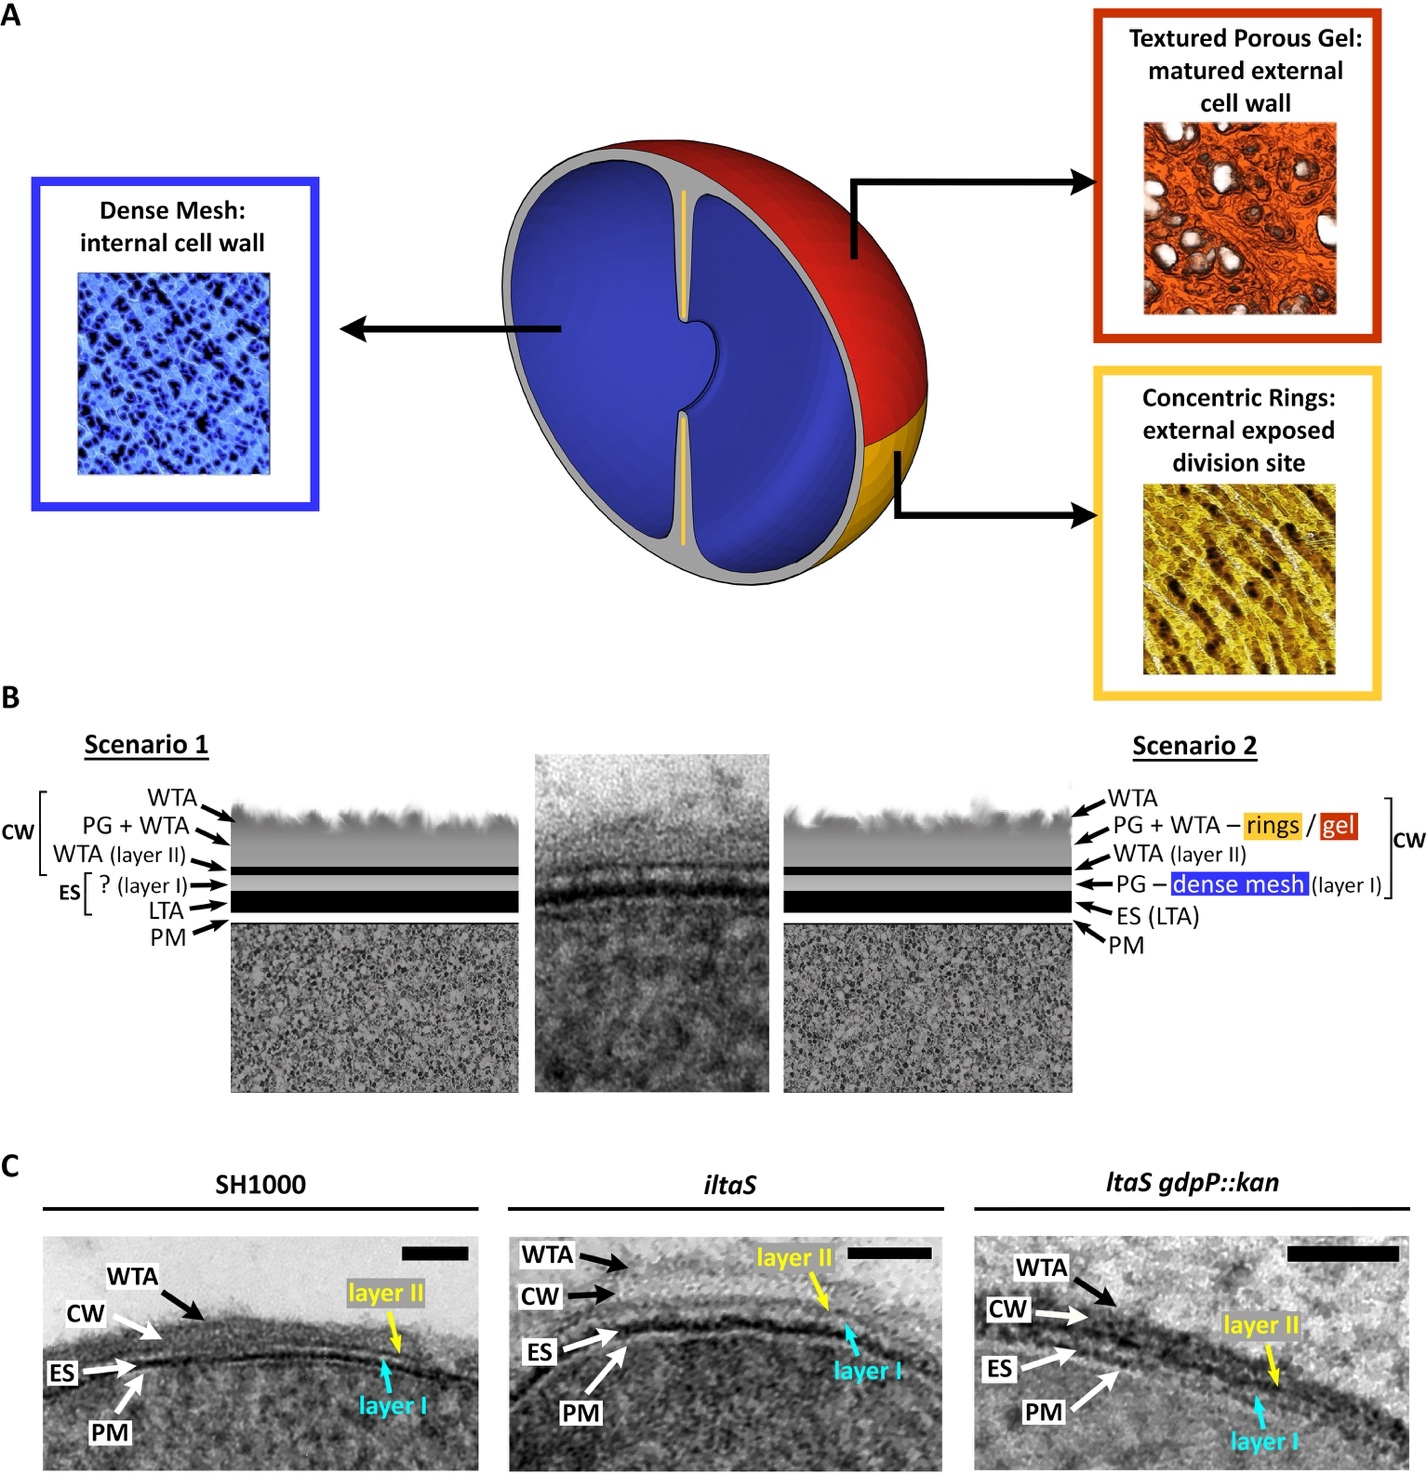 A
Dense Mesh:
internal cell wall
Textured Porous Gel:
matured external
cell wall
Concentric Rings:
external exposed
division site
B
Scenario 1
CW
WTA
PG + WTA
WTA (layer II)
ES
? (layer I)
LTA
PM
Scenario 2
WTA
PG + WTA – rings / gel
WTA (layer II)
PG – dense mesh (layer I)
ES (LTA)
PM
CW
C
SH1000
WTA
CW
ES
PM
layer II
layer I
iltaS
WTA
CW
ES
PM
layer II
layer I
ltaS gdpP::kan
WTA
CW
ES
PM
layer II
layer I